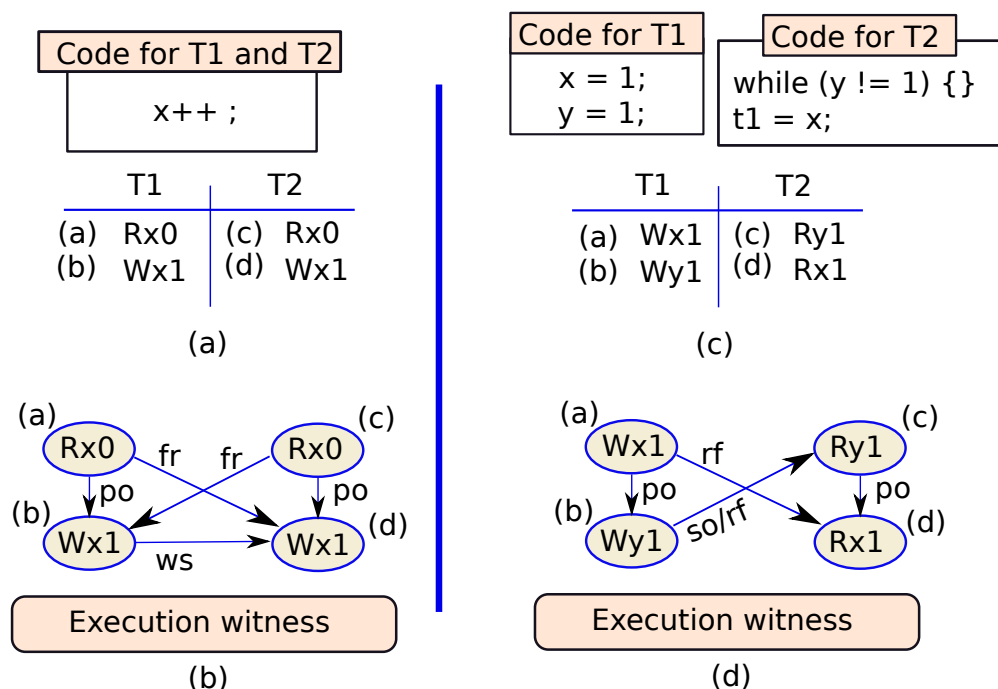 Code for T1 and T2
x++ ;
T1 T2
(a) Rx0 (c) Rx0
(b) Wx1 (d) Wx1
(a)
(a) Rx0 Rx0 (c)
fr fr
po po
(b) Wx1 Wx1 (d)
ws
Execution witness
(b)
Code for T1
x = 1;
y = 1;
Code for T2
while (y != 1) {}
t1 = x;
T1 T2
(a) Wx1 (c) Ry1
(b) Wy1 (d) Rx1
(c)
(a) Wx1 Ry1 (c)
rf
po po
(b) Wy1 so/rf Rx1 (d)
Execution witness
(d)